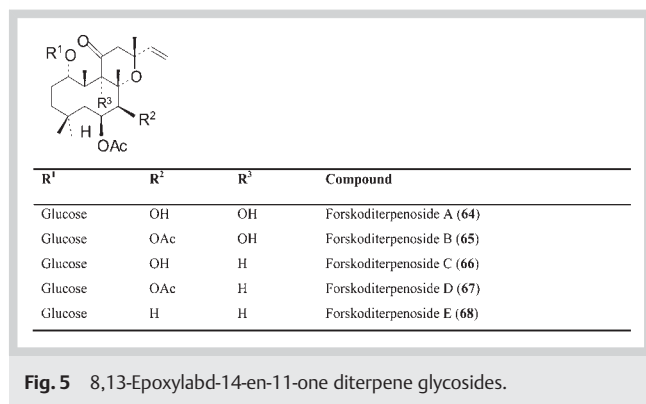 O
R¹O
O
R³
R²
H
OAc
R¹ R² R³ Compound
Glucose OH OH Forskoditerpenoside A (64)
Glucose OAc OH Forskoditerpenoside B (65)
Glucose OH H Forskoditerpenoside C (66)
Glucose OAc H Forskoditerpenoside D (67)
Glucose H H Forskoditerpenoside E (68)
Fig. 5 8,13-Epoxylabd-14-en-11-one diterpene glycosides.